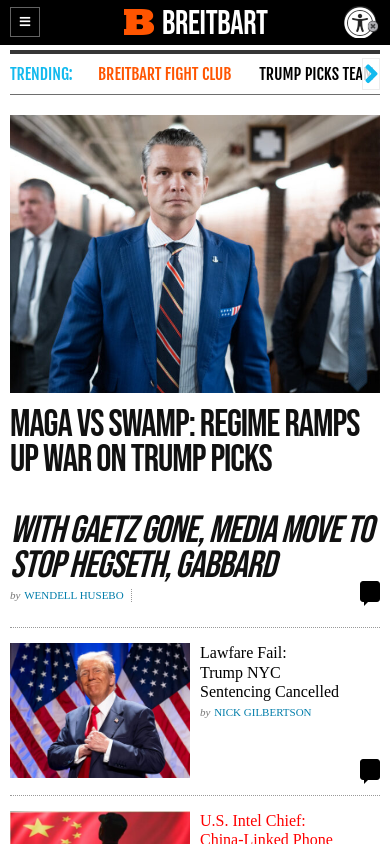 BREITBART
TRENDING: BREITBART FIGHT CLUB TRUMP PICKS TEA
MAGA VS SWAMP: REGIME RAMPS
UP WAR ON TRUMP PICKS
WITH GAETZ GONE, MEDIA MOVE TO
STOP HEGSETH, GABBARD
by WENDELL HUSEBO
Lawfare Fail:
Trump NYC
Sentencing Cancelled
by NICK GILBERTSON
U.S. Intel Chief:
China-Linked Phone